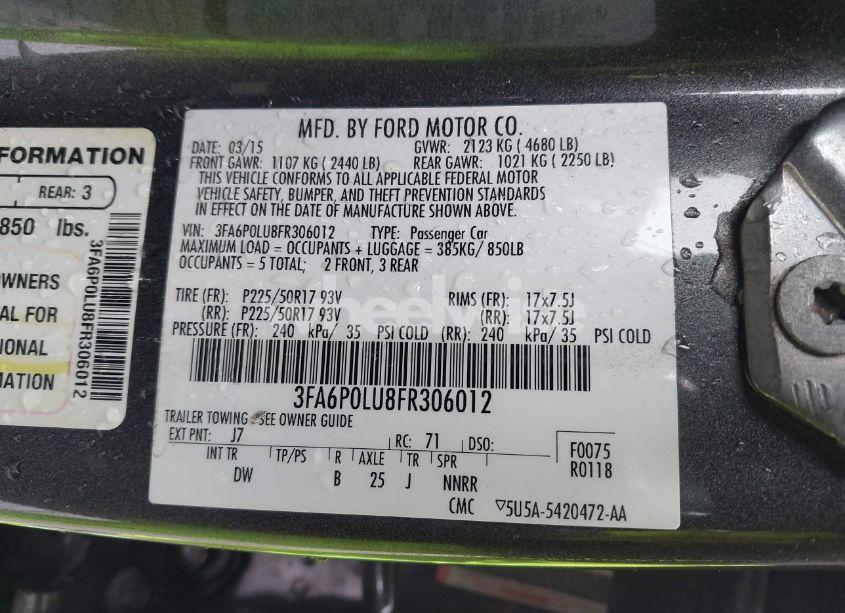 FORMATION
REAR: 3
850 lbs.
OWNERS
AL FOR
IONAL
MATION
3FA6P0LU8FR306012
MFD. BY FORD MOTOR CO.
DATE: 03/15 GVWR: 2123 KG ( 4680 LB)
FRONT GAWR: 1107 KG ( 2440 LB) REAR GAWR: 1021 KG ( 2250 LB)
THIS VEHICLE CONFORMS TO ALL APPLICABLE FEDERAL MOTOR
VEHICLE SAFETY, BUMPER, AND THEFT PREVENTION STANDARDS
IN EFFECT ON THE DATE OF MANUFACTURE SHOWN ABOVE.
VIN: 3FA6P0LU8FR306012 TYPE: Passenger Car
MAXIMUM LOAD = OCCUPANTS + LUGGAGE = 385KG/ 850LB
OCCUPANTS = 5 TOTAL; 2 FRONT, 3 REAR
TIRE (FR): P225/50R17 93V RIMS (FR): 17x7.5J
(RR): P225/50R17 93V (RR): 17x7.5J
PRESSURE (FR): 240 kPa/ 35 PSI COLD (RR): 240 kPa/ 35 PSI COLD
3FA6P0LU8FR306012
TRAILER TOWING - SEE OWNER GUIDE
EXT PNT: J7 RC: 71 DSO:
INT TR TP/PS R AXLE TR SPR
DW B 25 J NNRR
F0075
R0118
CMC ▽5U5A-5420472-AA